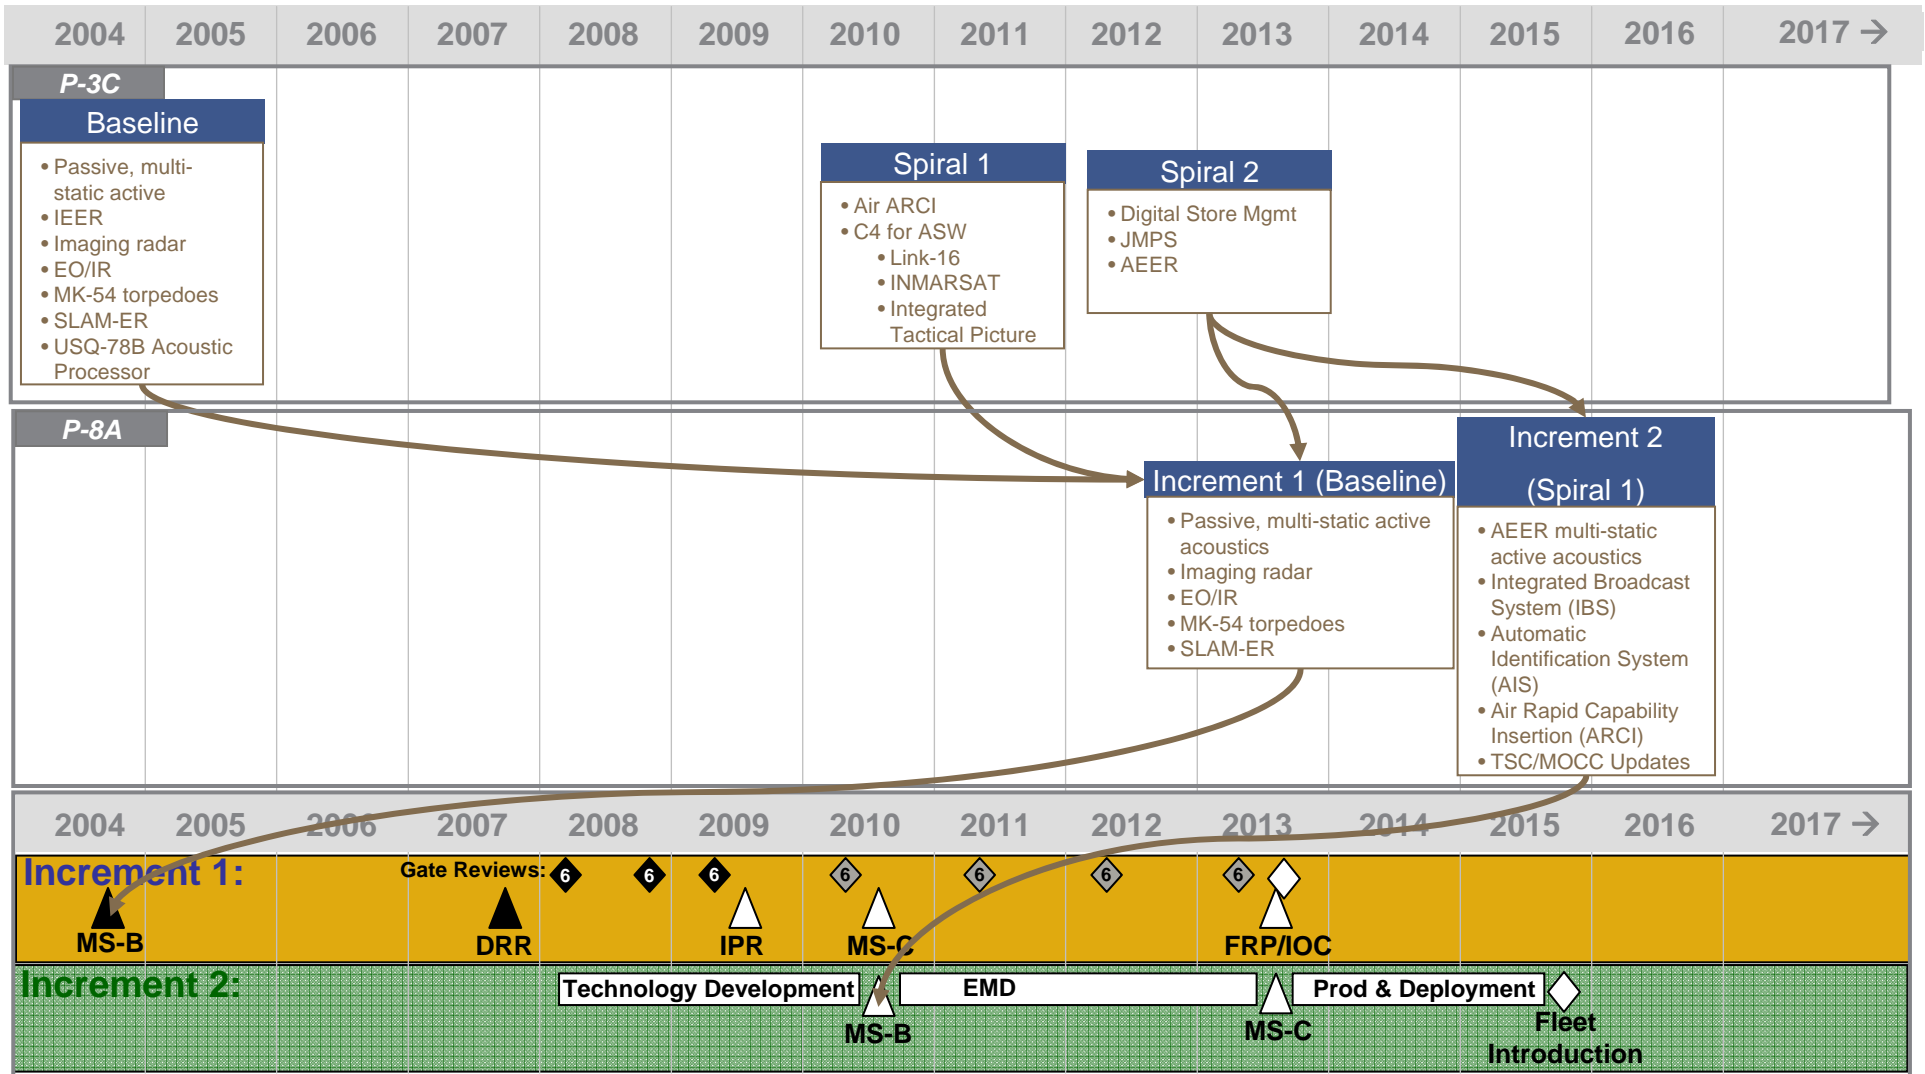 2004 2005 2006 2007 2008 2009 2010 2011 2012 2013 2014 2015 2016 2017 →
P-3C
Baseline
• Passive, multi-
static active
• IEER
• Imaging radar
• EO/IR
• MK-54 torpedoes
• SLAM-ER
• USQ-78B Acoustic
Processor
Spiral 1
• Air ARCI
• C4 for ASW
• Link-16
• INMARSAT
• Integrated
Tactical Picture
Spiral 2
• Digital Store Mgmt
• JMPS
• AEER
P-8A
Increment 1 (Baseline)
• Passive, multi-static active
acoustics
• Imaging radar
• EO/IR
• MK-54 torpedoes
• SLAM-ER
Increment 2
(Spiral 1)
• AEER multi-static
active acoustics
• Integrated Broadcast
System (IBS)
• Automatic
Identification System
(AIS)
• Air Rapid Capability
Insertion (ARCI)
• TSC/MOCC Updates
2004 2005 2006 2007 2008 2009 2010 2011 2012 2013 2014 2015 2016 2017 →
Increment 1:
Gate Reviews: 6 6 6 6 6 6 6
MS-B DRR IPR MS-C FRP/IOC
Increment 2:
Technology Development EMD Prod & Deployment
MS-B MS-C Fleet
Introduction